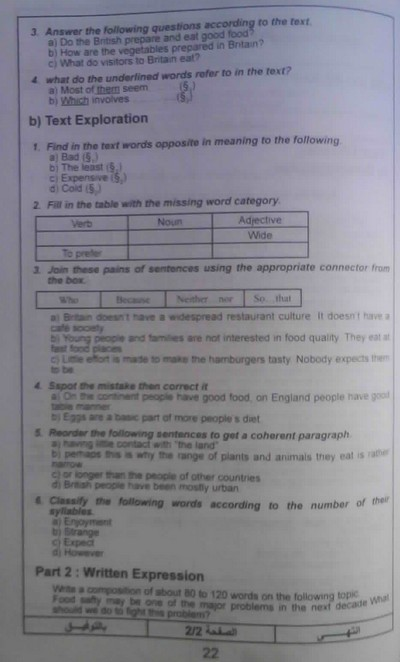 3. Answer the following questions according to the text.
a) Do the British prepare and eat good food?
b) How are the vegetables prepared in Britain?
c) What do visitors to Britain eat?
4. what do the underlined words refer to in the text?
a) Most of them seem (§
b) Which involves (§
b) Text Exploration
1. Find in the text words opposite in meaning to the following.
a) Bad (§
b) The least (§
c) Expensive (§
d) Cold (§
2. Fill in the table with the missing word category.
Verb Noun Adjective
Wide
To prefer
3. Join these pains of sentences using the appropriate connector from
the box.
Who Because Neither...nor So...that
a) Britain doesn't have a widespread restaurant culture. It doesn't have a
café society.
b) Young people and families are not interested in food quality. They eat at
fast food places.
c) Little effort is made to make the hamburgers tasty. Nobody expects them
to be.
4. Sapot the mistake then correct it
a) On the continent people have good food, on England people have good
table manner.
b) Eggs are a basic part of more people's diet.
5. Reorder the following sentences to get a coherent paragraph.
a) having little contact with "the land"
b) perhaps this is why the range of plants and animals they eat is rather
narrow.
c) or longer than the people of other countries
d) British people have been mostly urban
6. Classify the following words according to the number of their
syllables.
a) Enjoyment
b) Strange
c) Expect
d) However
Part 2 : Written Expression
Write a composition of about 80 to 120 words on the following topic.
Food safty may be one of the major problems in the next decade What
should we do to fight this problem?
انتهى الصفحة 2/2 بالتوفيق
22